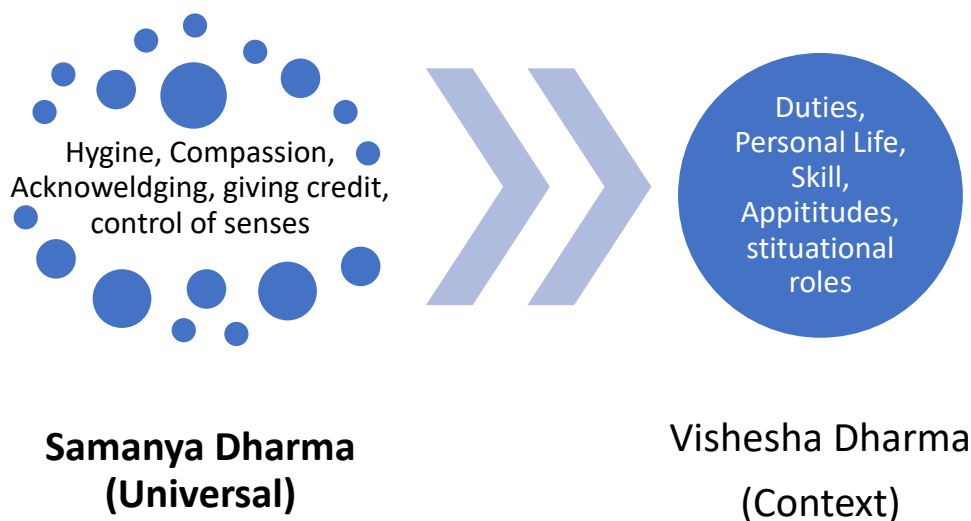 Hygine, Compassion,
Acknoweldging, giving credit,
control of senses
Duties,
Personal Life,
Skill,
Appititudes,
stituational
roles
Samanya Dharma
(Universal)
Vishesha Dharma
(Context)